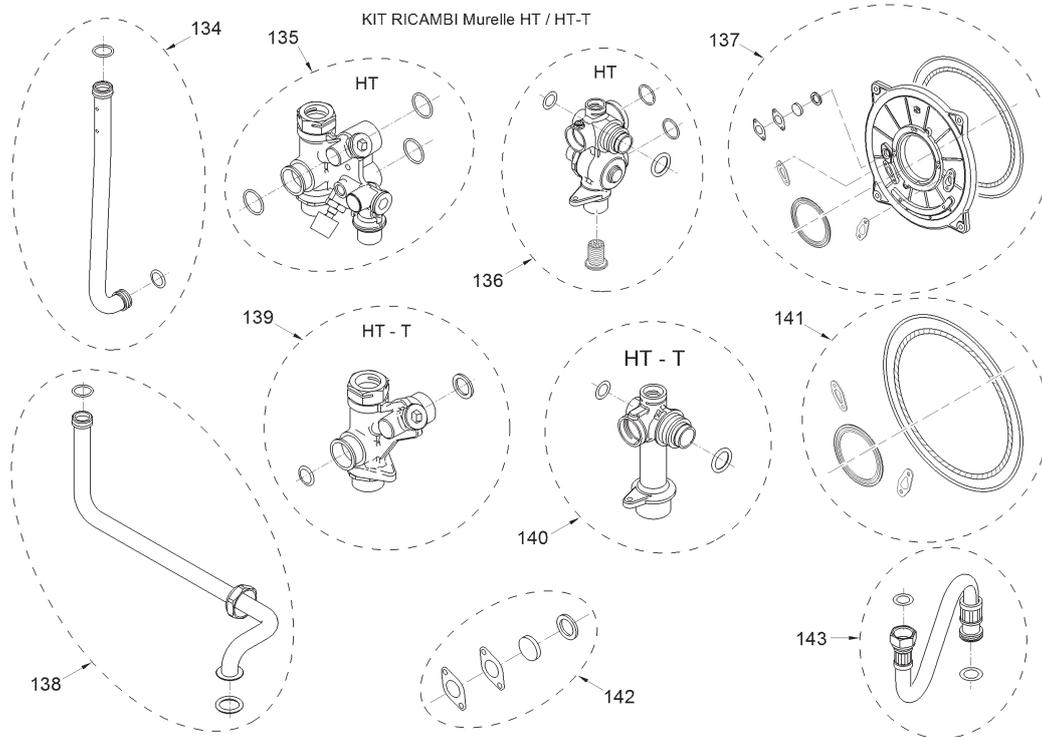 KIT RICAMBI Murelle HT / HT-T
134
135
HT
HT
136
137
139
HT - T
HT - T
140
141
138
142
143